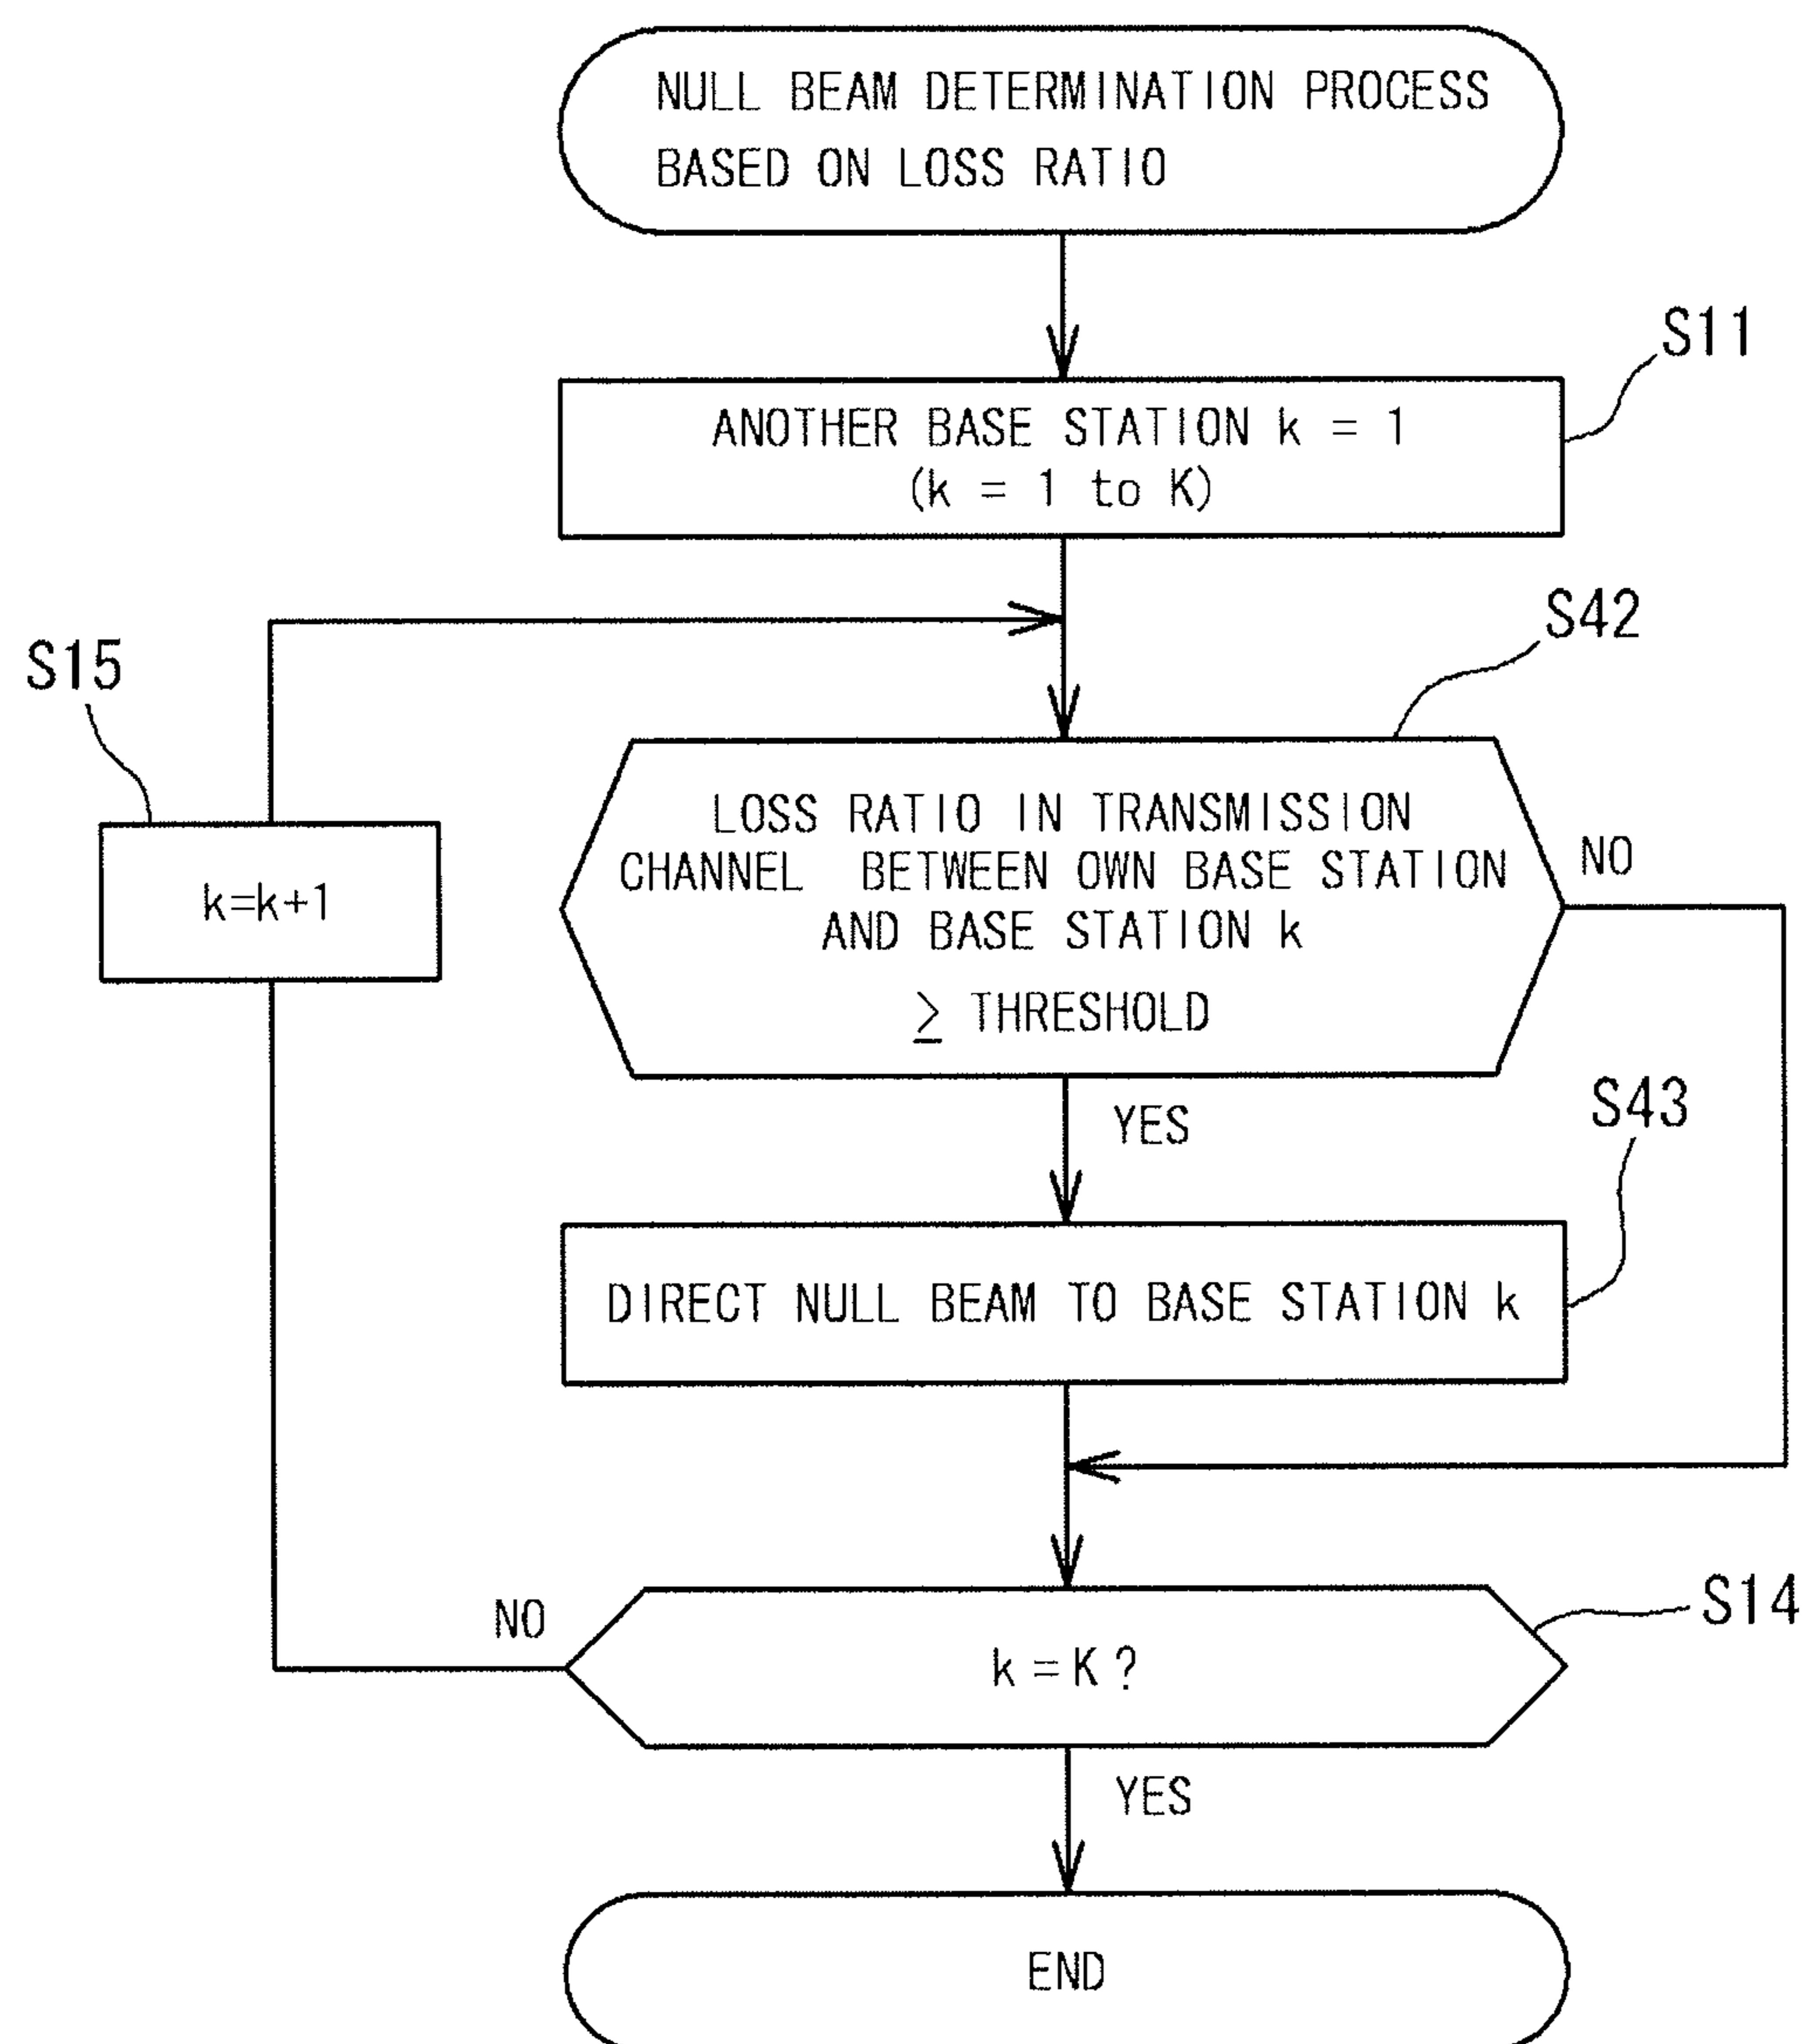 NULL BEAM DETERMINATION PROCESS
BASED ON LOSS RATIO
S11
ANOTHER BASE STATION k = 1
(k = 1 to K)
S42
S15
LOSS RATIO IN TRANSMISSION
CHANNEL BETWEEN OWN BASE STATION
AND BASE STATION k
≥ THRESHOLD
NO
k=k+1
YES
S43
DIRECT NULL BEAM TO BASE STATION k
S14
NO
k=K?
YES
END